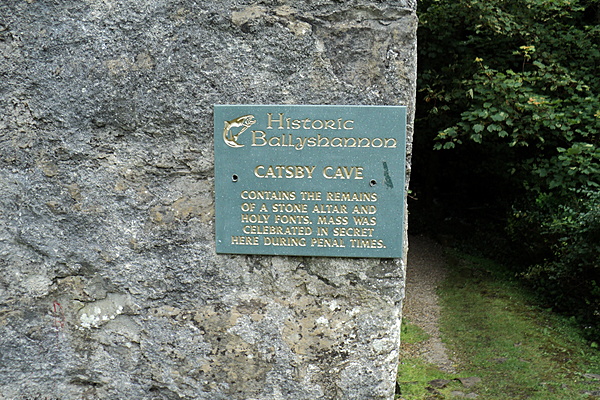 Historic
Ballyshannon
CATSBY CAVE
CONTAINS THE REMAINS
OF A STONE ALTAR AND
HOLY FONTS. MASS WAS
CELEBRATED IN SECRET
HERE DURING PENAL TIMES.